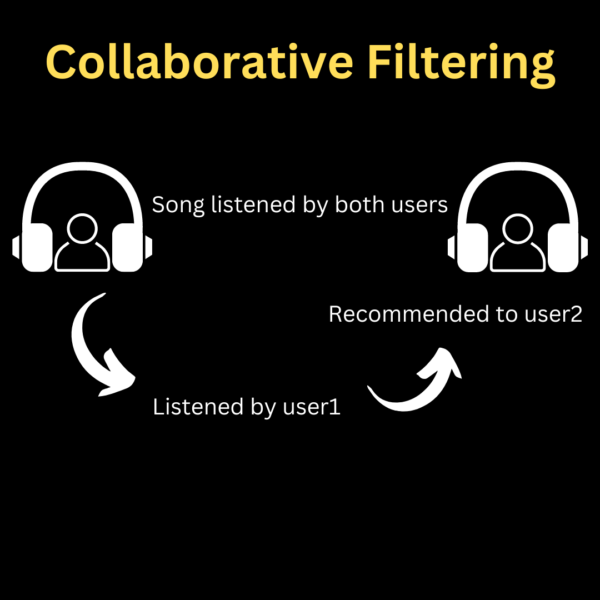 Collaborative Filtering
Song listened by both users
Recommended to user2
Listened by user1